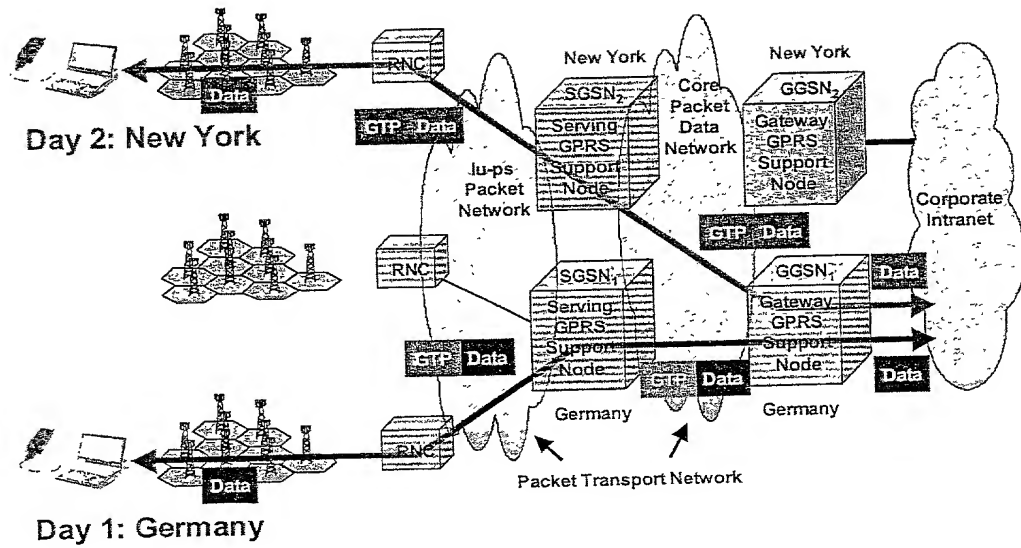 New York
New York
RNC
SGSN2
Serving
GPRS
Support
Node
Core
Packet
Data
Network
GGSN2
Gateway
GPRS
Support
Node
Data
Day 2: New York
GTP Data
Iu-ps
Packet
Network
Corporate
Intranet
GTP Data
RNC
SGSN1
Serving
GPRS
Support
Node
GGSN1
Gateway
GPRS
Support
Node
Data
GTP Data
GTP Data
Data
Germany
Germany
RNC
Data
Packet Transport Network
Day 1: Germany